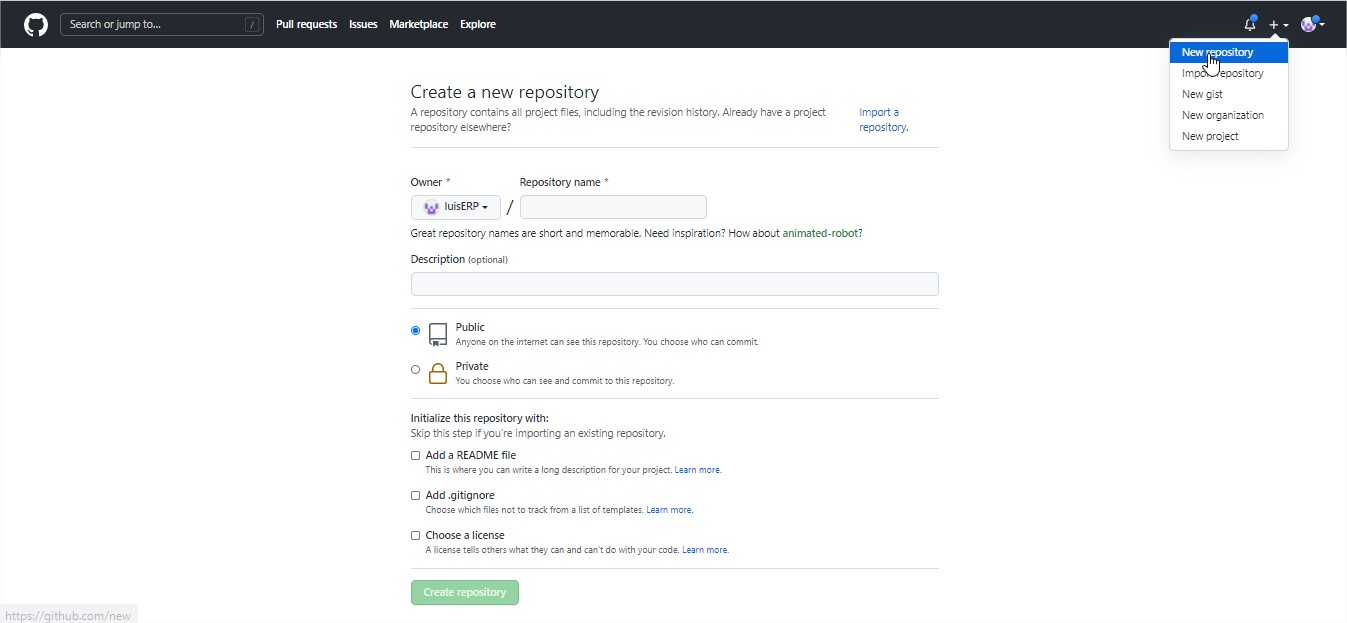 Search or jump to... /
Pull requests Issues Marketplace Explore
New repository
Import repository
New gist
New organization
New project
Create a new repository
A repository contains all project files, including the revision history. Already have a project
repository elsewhere?
Import a
repository.
Owner * Repository name *
luisERP /
Great repository names are short and memorable. Need inspiration? How about animated-robot?
Description (optional)
Public
Anyone on the internet can see this repository. You choose who can commit.
Private
You choose who can see and commit to this repository.
Initialize this repository with:
Skip this step if you're importing an existing repository.
Add a README file
This is where you can write a long description for your project. Learn more.
Add .gitignore
Choose which files not to track from a list of templates. Learn more.
Choose a license
A license tells others what they can and can't do with your code. Learn more.
Create repository
https://github.com/new